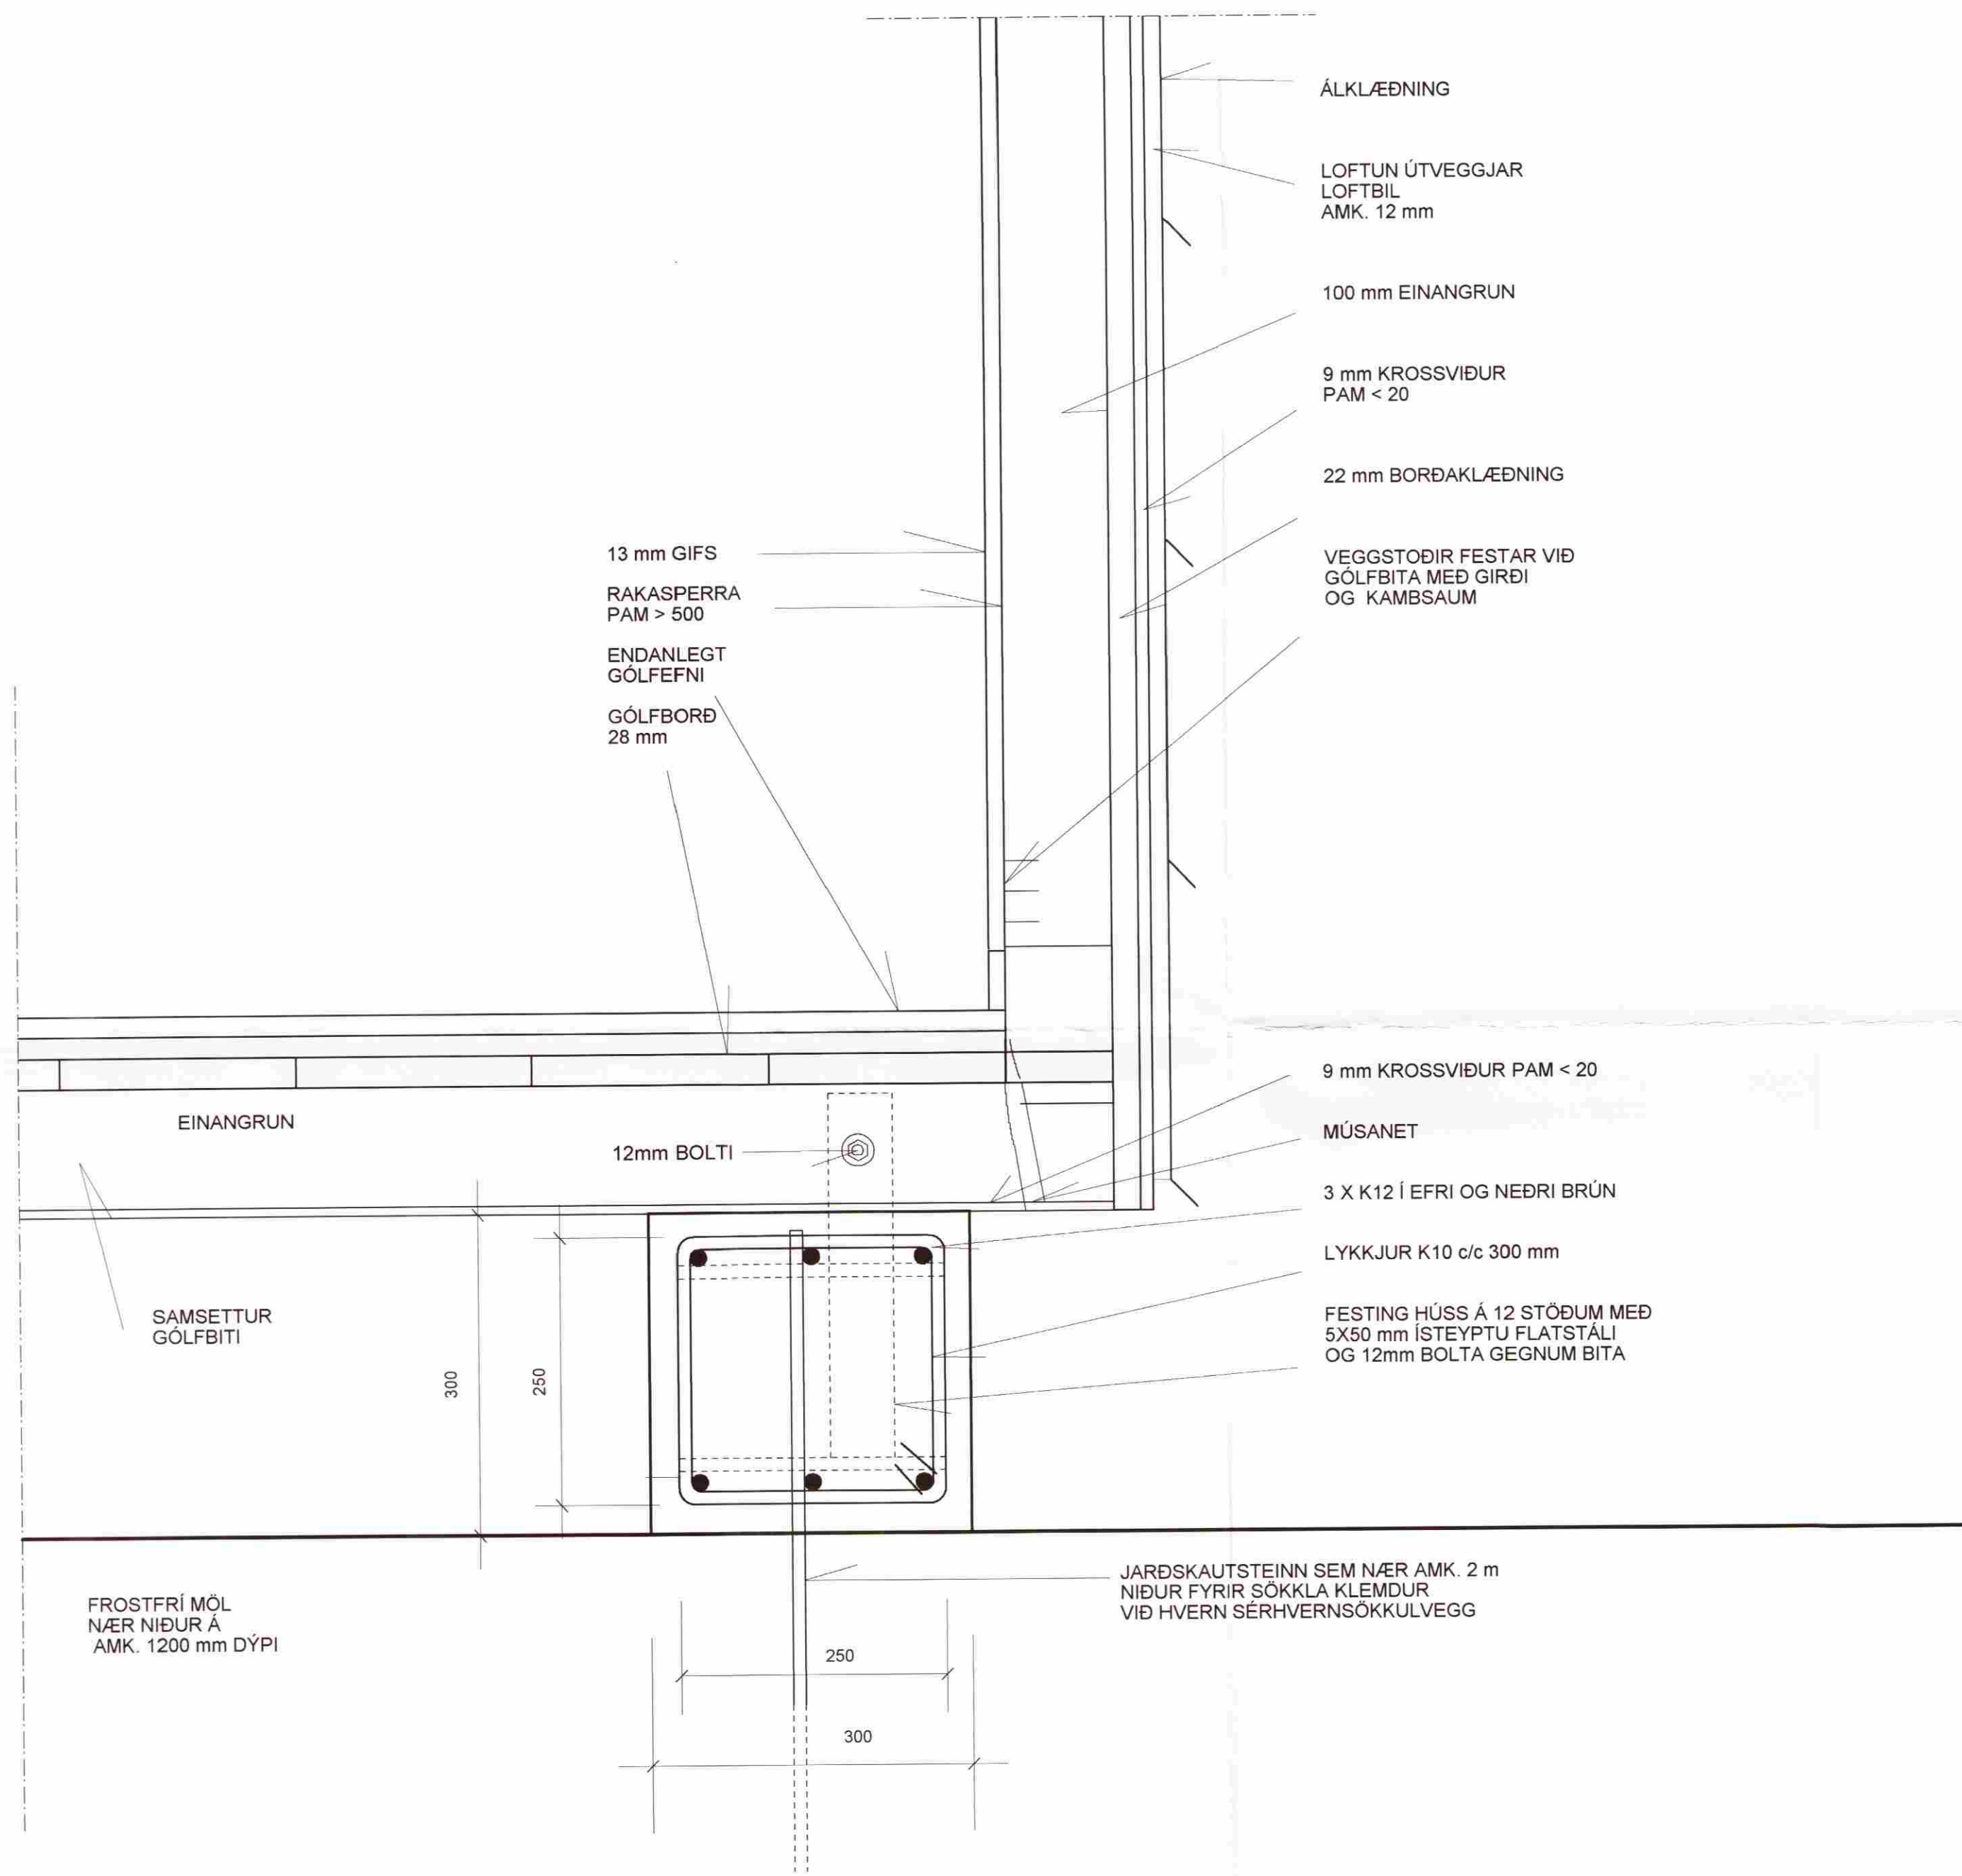 ÁLKLÆÐNING
LOFTUN ÚTVEGGJAR
LOFTBIL
AMK. 12 mm
100 mm EINANGRUN
9 mm KROSSVIÐUR
PAM < 20
22 mm BORÐAKLÆÐNING
VEGGSTOÐIR FESTAR VIÐ
GÓLFBITA MEÐ GIRÐI
OG KAMBSAUM
13 mm GIFS
RAKASPERRA
PAM > 500
ENDANLEGT
GÓLFEFNI
GÓLFBORÐ
28 mm
EINANGRUN
12mm BOLTI
9 mm KROSSVIÐUR PAM < 20
MÚSANET
3 X K12 Í EFRI OG NEÐRI BRÚN
LYKKJUR K10 c/c 300 mm
FESTING HÚSS Á 12 STÖÐUM MEÐ
5X50 mm ÍSTEYPTU FLATSTÁLI
OG 12mm BOLTA GEGNUM BITA
SAMSETTUR
GÓLFBITI
300
250
FROSTFRÍ MÖL
NÆR NIÐUR Á
AMK. 1200 mm DÝPI
JARÐSKAUTSTEINN SEM NÆR AMK. 2 m
NIÐUR FYRIR SÖKKLA KLEMDUR
VIÐ HVERN SÉRHVERNSÖKKULVEGG
250
300